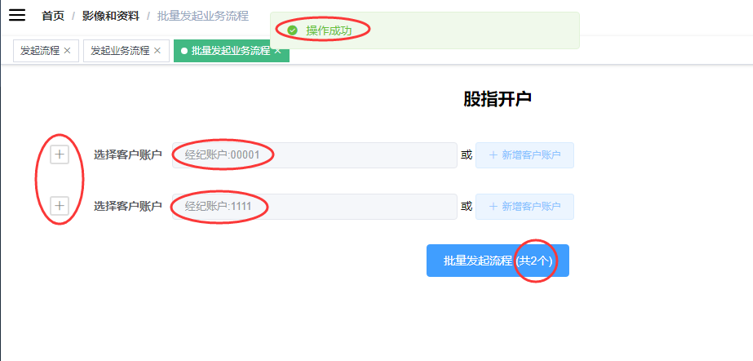 首页 / 影像和资料 / 批量发起业务流程
操作成功
发起流程 × 发起业务流程 × 批量发起业务流程 ×
股指开户
+ 选择客户账户 经纪账户:00001 或 + 新增客户账户
+ 选择客户账户 经纪账户:1111 或 + 新增客户账户
批量发起流程 (共2个)